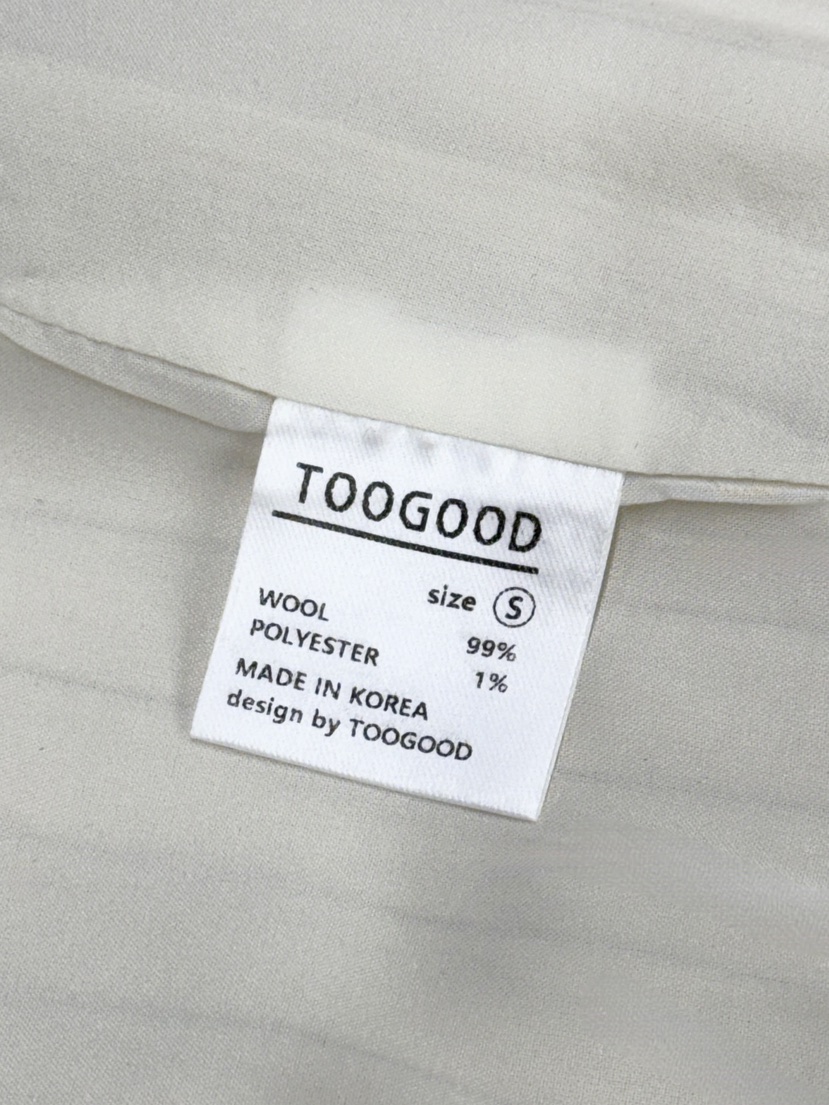 TOOGOOD
size S
WOOL 99%
POLYESTER 1%
MADE IN KOREA
design by TOOGOOD